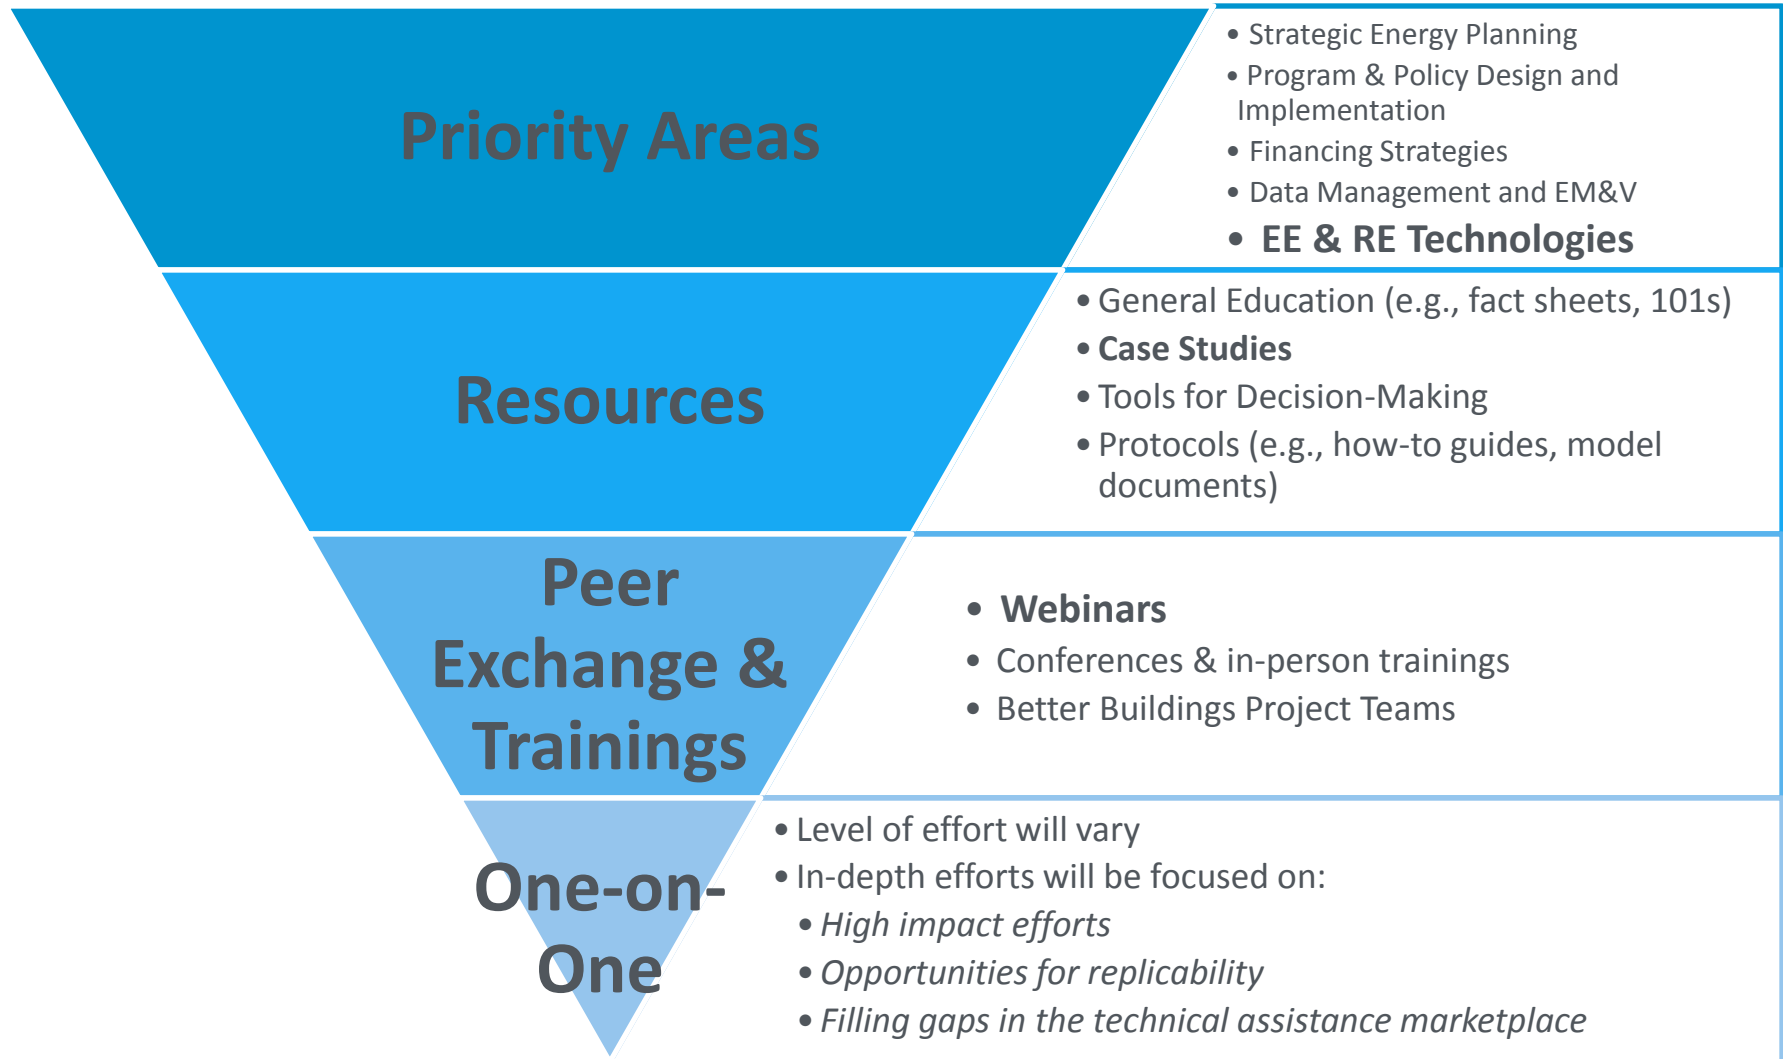 Priority Areas
• Strategic Energy Planning
• Program & Policy Design and
Implementation
• Financing Strategies
• Data Management and EM&V
• EE & RE Technologies
Resources
• General Education (e.g., fact sheets, 101s)
• Case Studies
• Tools for Decision-Making
• Protocols (e.g., how-to guides, model
documents)
Peer
Exchange &
Trainings
• Webinars
• Conferences & in-person trainings
• Better Buildings Project Teams
One-on-
One
• Level of effort will vary
• In-depth efforts will be focused on:
• High impact efforts
• Opportunities for replicability
• Filling gaps in the technical assistance marketplace